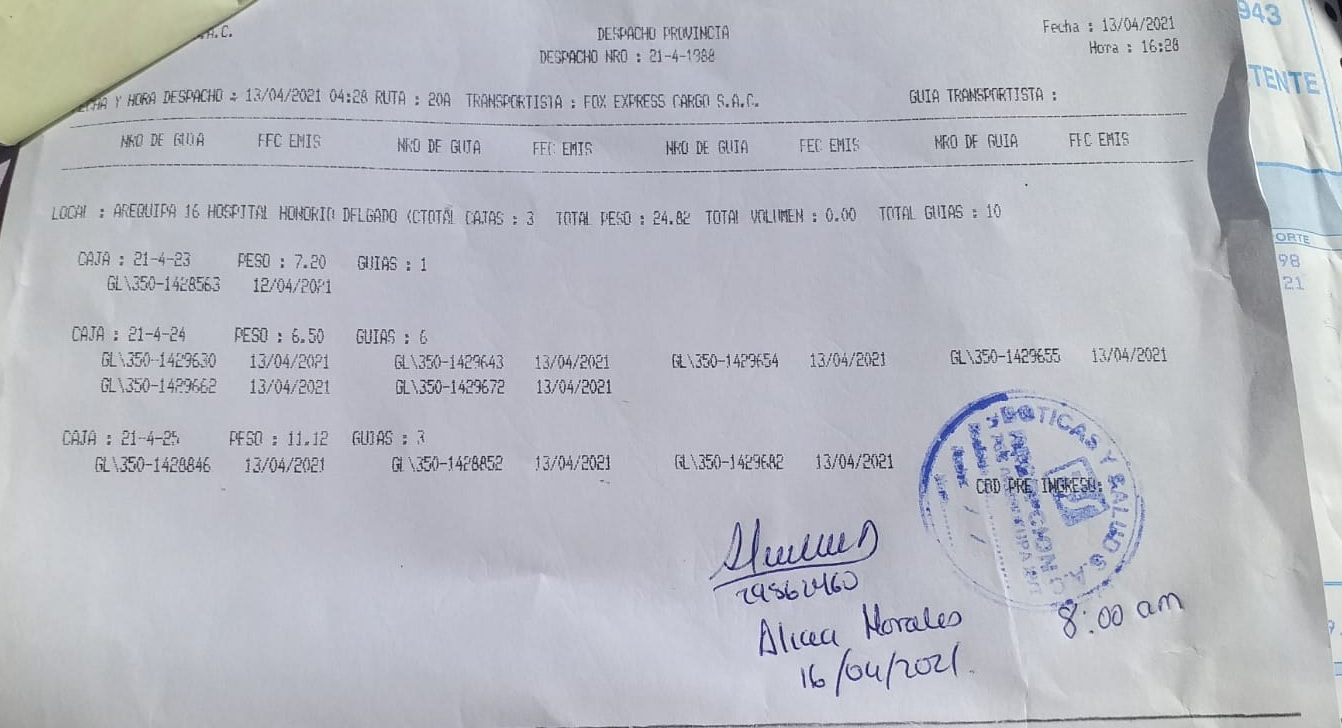 A.C.
DESPACHO PROVINCIA
Fecha : 13/04/2021
DESPACHO NRO : 21-4-1988
Hora : 16:28
Y HORA DESPACHO : 13/04/2021 04:28 RUTA : 20A TRANSPORTISTA : FOX EXPRESS CARGO S.A.C. GUIA TRANSPORTISTA :
NRO DE GUIA FEC EMIS NRO DE GUIA FEC EMIS NRO DE GUIA FEC EMIS NRO DE GUIA FEC EMIS
LOCAL : AREQUIPA 16 HOSPITAL HONORIO DELGADO (CTOTAL CAJAS : 3 TOTAL PESO : 24.82 TOTAL VOLUMEN : 0.00 TOTAL GUIAS : 10
CAJA : 21-4-23 PESO : 7.20 GUIAS : 1
GL\350-1428563 12/04/2021
CAJA : 21-4-24 PESO : 6.50 GUIAS : 6
GL\350-1429630 13/04/2021 GL\350-1429643 13/04/2021 GL\350-1429654 13/04/2021 GL\350-1429655 13/04/2021
GL\350-1429662 13/04/2021 GL\350-1429672 13/04/2021
CAJA : 21-4-25 PESO : 11.12 GUIAS : 3
GL\350-1428846 13/04/2021 GL\350-1428852 13/04/2021 GL\350-1429682 13/04/2021
CBD PRE INGRESO:
BOTICAS Y SALUD S.A.C.
29562460
Alicia Morales
16/04/2021.
8:00 am
943
TENTE
ORTE
98
21